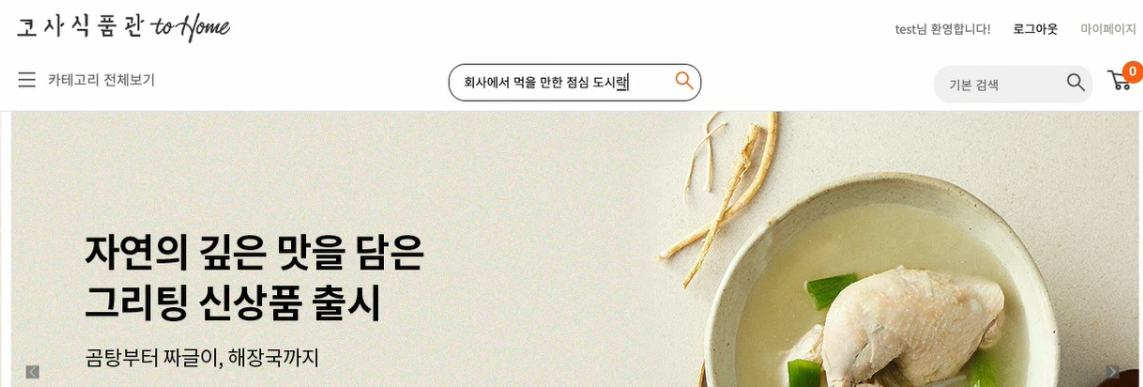 코사식품관 to Home
test님 환영합니다! 로그아웃 마이페이지
카테고리 전체보기
회사에서 먹을 만한 점심 도시락
기본 검색
0
자연의 깊은 맛을 담은
그리팅 신상품 출시
곰탕부터 짜글이, 해장국까지